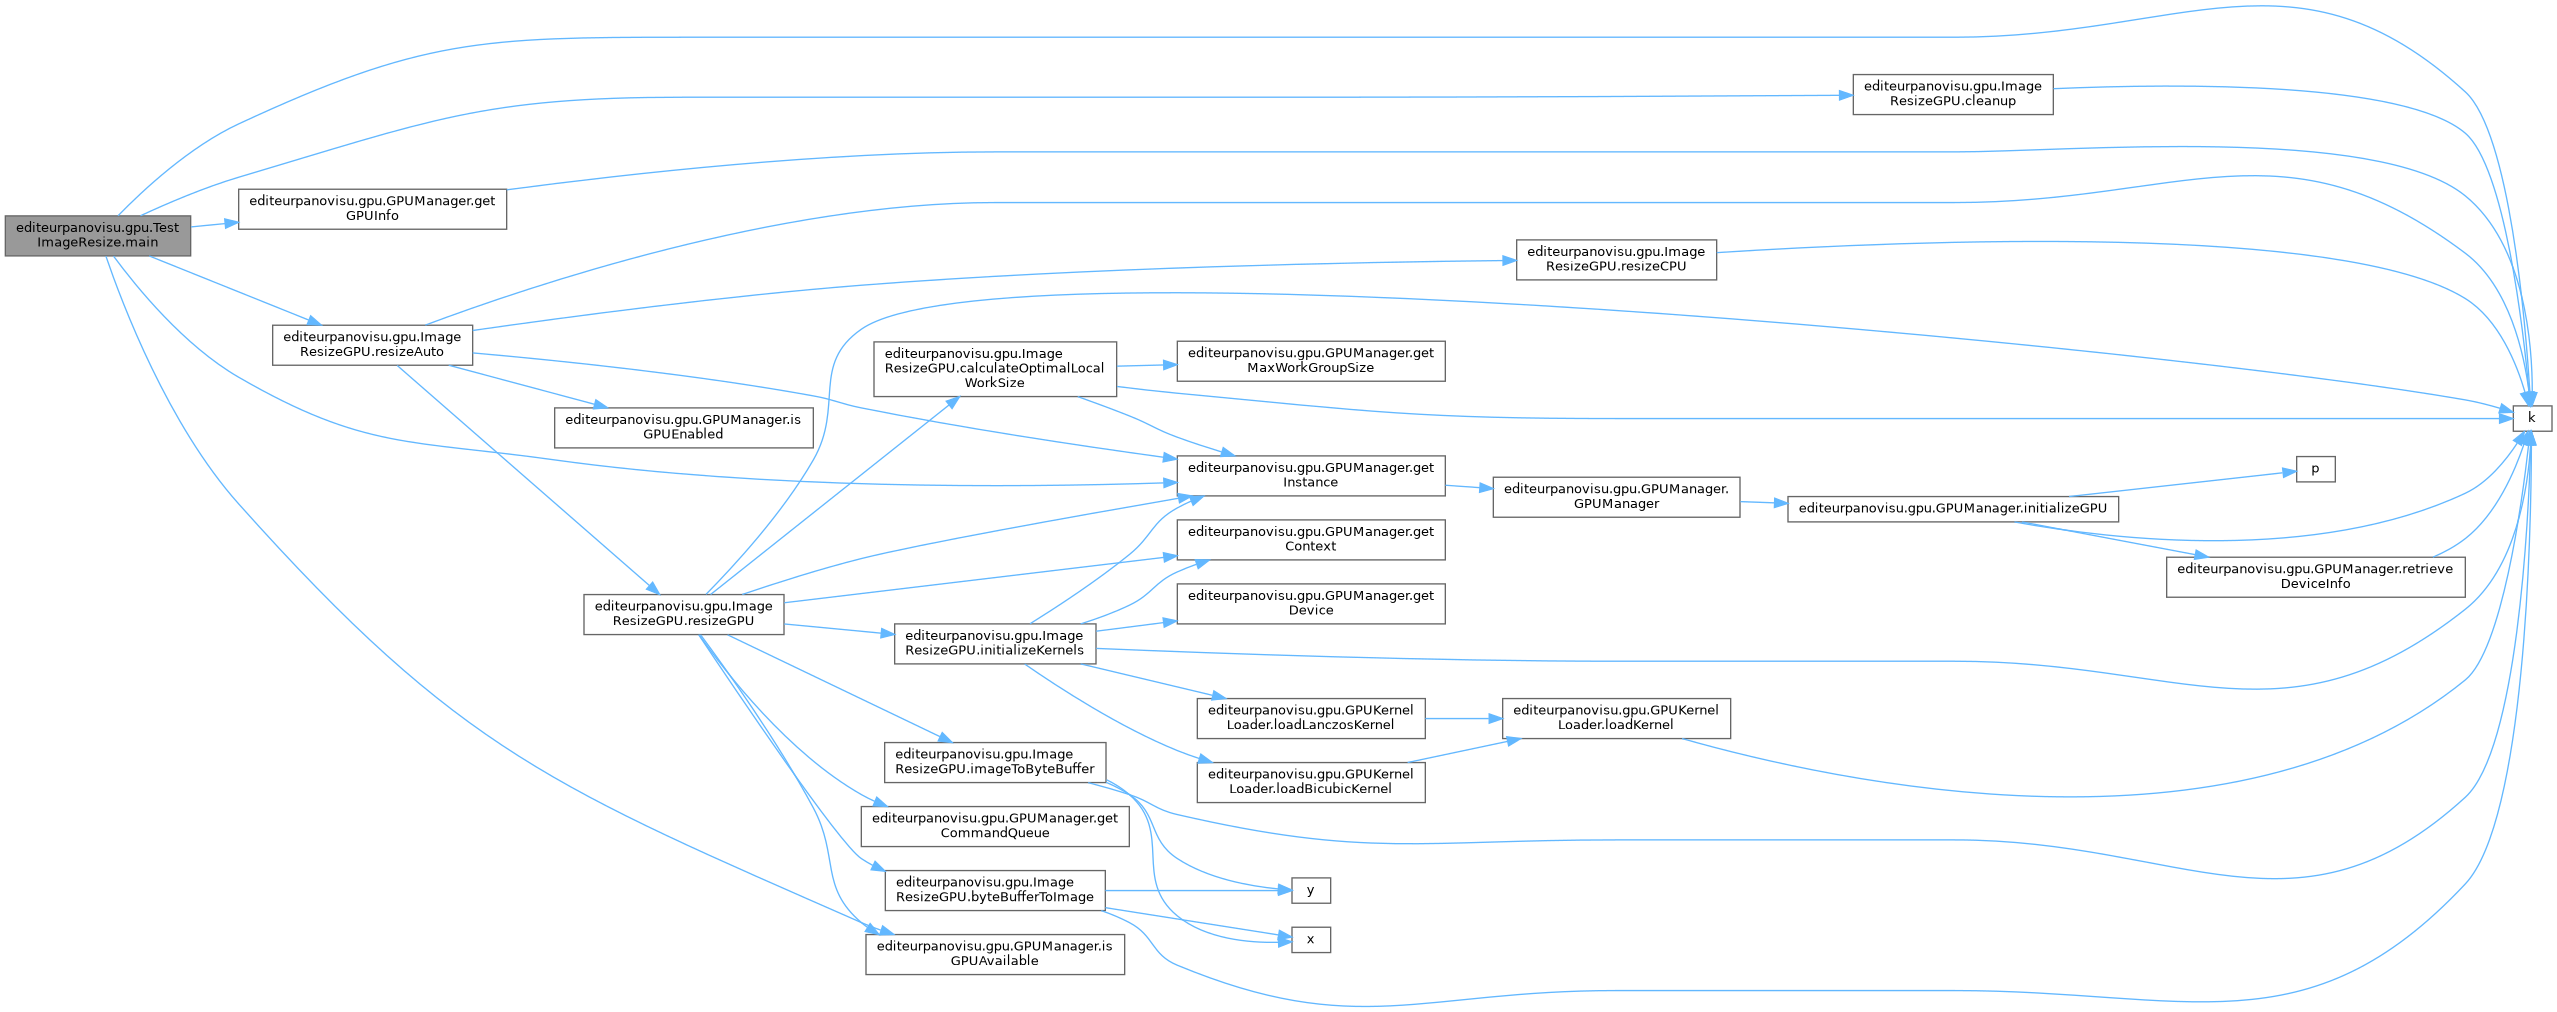 editeurpanovisu.gpu.Test
ImageResize.main
editeurpanovisu.gpu.GPUManager.get
GPUInfo
editeurpanovisu.gpu.Image
ResizeGPU.resizeAuto
editeurpanovisu.gpu.GPUManager.is
GPUEnabled
editeurpanovisu.gpu.Image
ResizeGPU.resizeGPU
editeurpanovisu.gpu.Image
ResizeGPU.calculateOptimalLocal
WorkSize
editeurpanovisu.gpu.Image
ResizeGPU.initializeKernels
editeurpanovisu.gpu.Image
ResizeGPU.imageToByteBuffer
editeurpanovisu.gpu.GPUManager.get
CommandQueue
editeurpanovisu.gpu.Image
ResizeGPU.byteBufferToImage
editeurpanovisu.gpu.GPUManager.is
GPUAvailable
editeurpanovisu.gpu.GPUManager.get
MaxWorkGroupSize
editeurpanovisu.gpu.GPUManager.get
Instance
editeurpanovisu.gpu.GPUManager.get
Context
editeurpanovisu.gpu.GPUManager.get
Device
editeurpanovisu.gpu.GPUKernel
Loader.loadLanczosKernel
editeurpanovisu.gpu.GPUKernel
Loader.loadBicubicKernel
y
x
editeurpanovisu.gpu.Image
ResizeGPU.resizeCPU
editeurpanovisu.gpu.GPUManager.
GPUManager
editeurpanovisu.gpu.GPUKernel
Loader.loadKernel
editeurpanovisu.gpu.Image
ResizeGPU.cleanup
editeurpanovisu.gpu.GPUManager.initializeGPU
p
editeurpanovisu.gpu.GPUManager.retrieve
DeviceInfo
k